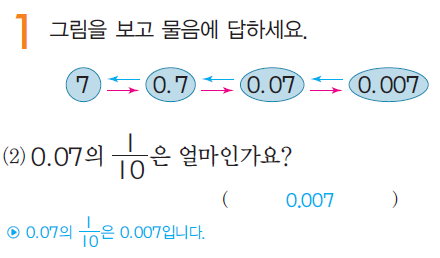 1 그림을 보고 물음에 답하세요.
7 0.7 0.07 0.007
(2) 0.07의 1/10은 얼마인가요?
( 0.007 )
▶ 0.07의 1/10은 0.007입니다.